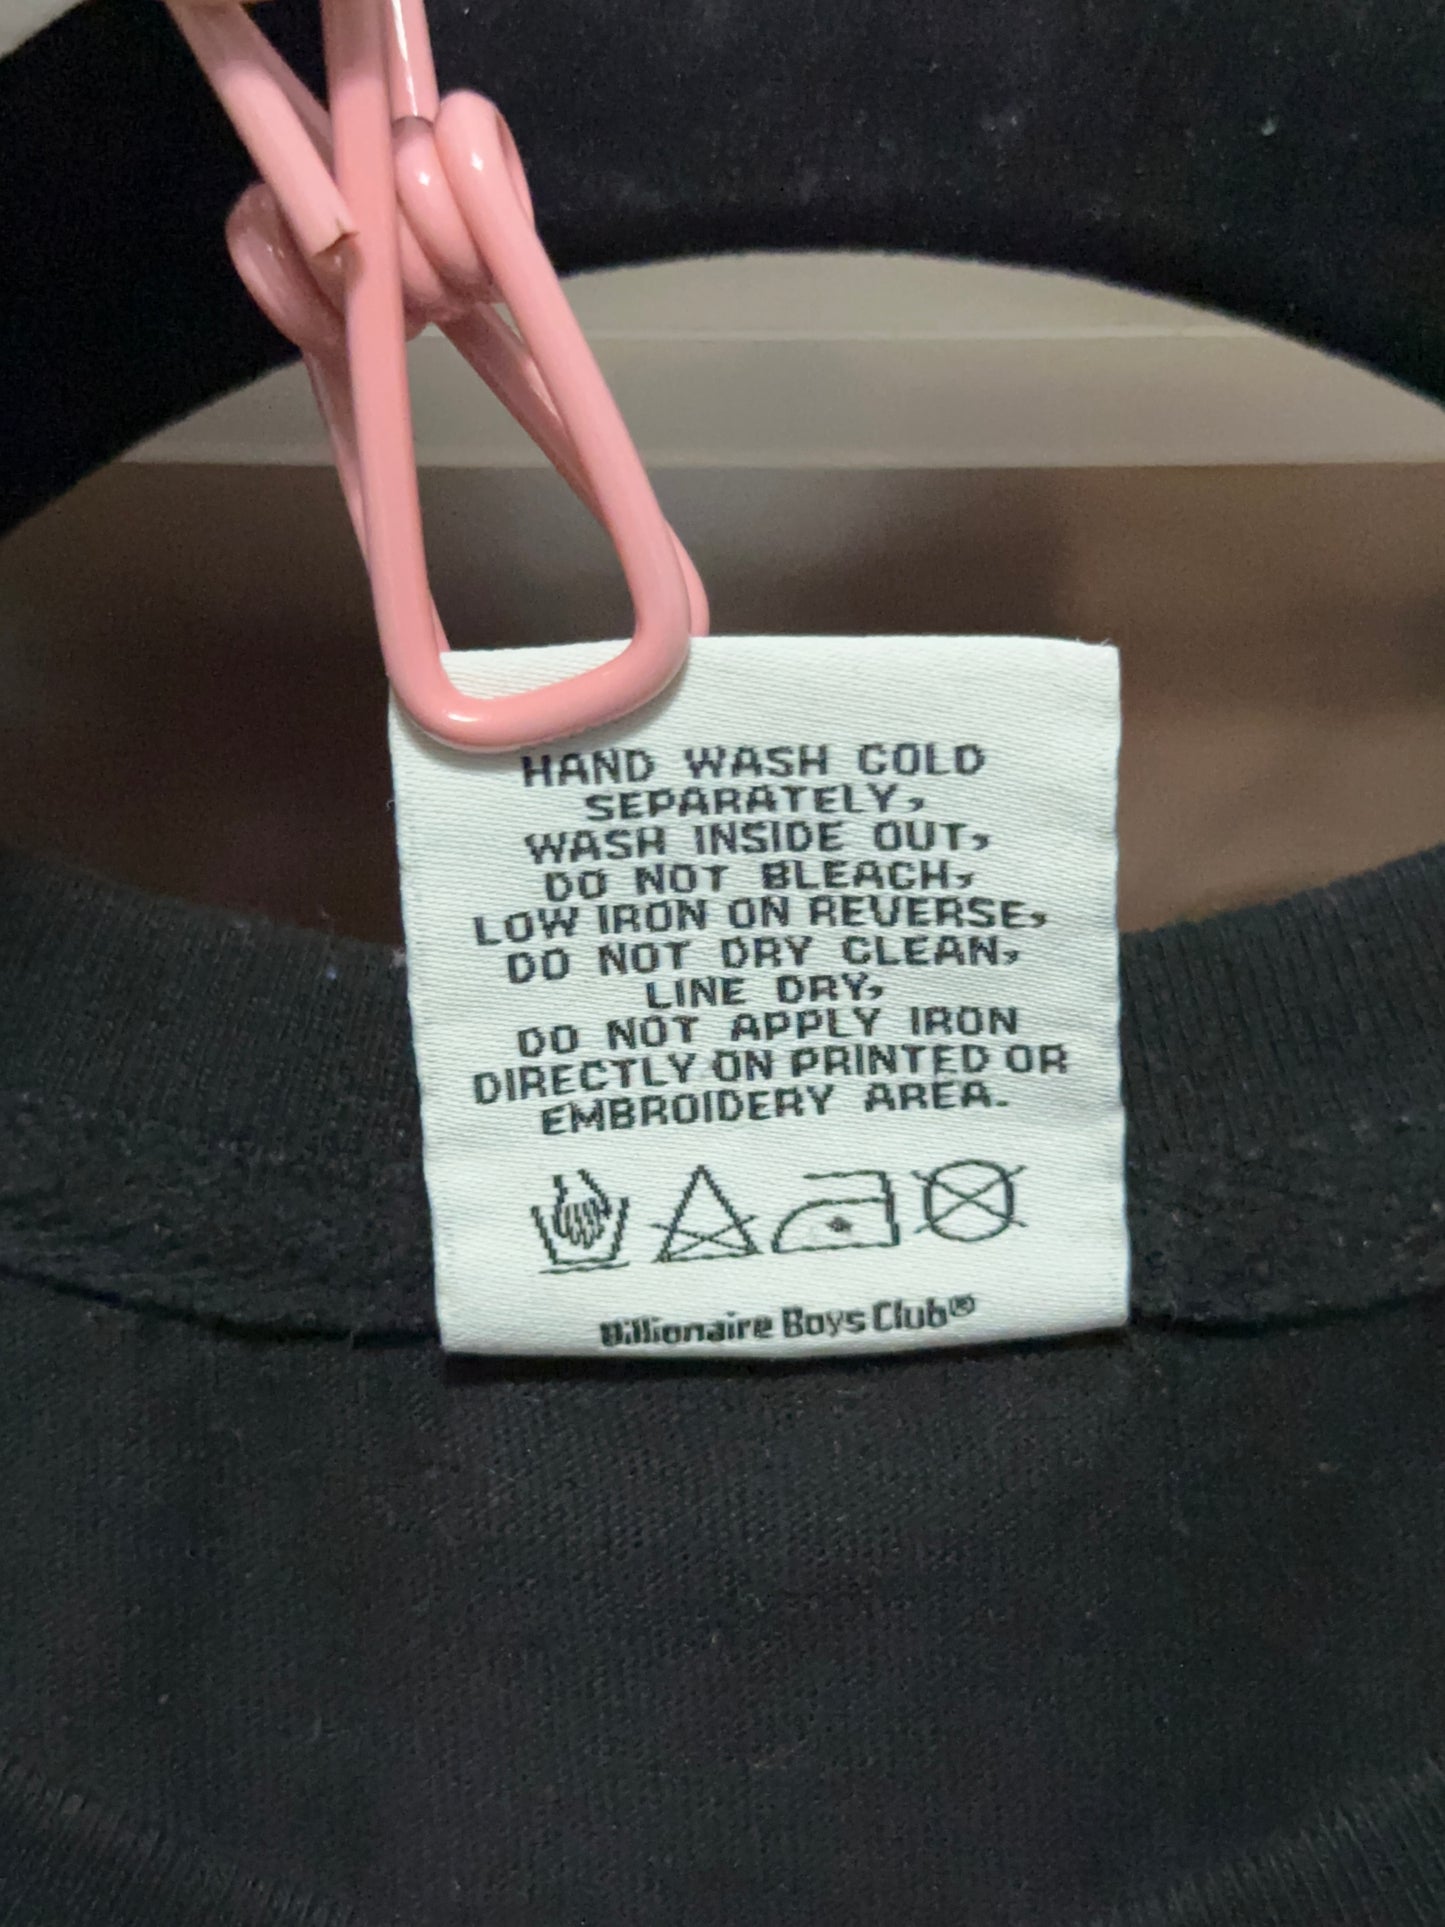 HAND WASH COLD
SEPARATELY,
WASH INSIDE OUT,
DO NOT BLEACH,
LOW IRON ON REVERSE,
DO NOT DRY CLEAN,
LINE DRY,
DO NOT APPLY IRON
DIRECTLY ON PRINTED OR
EMBROIDERY AREA.
Billionaire Boys Club®